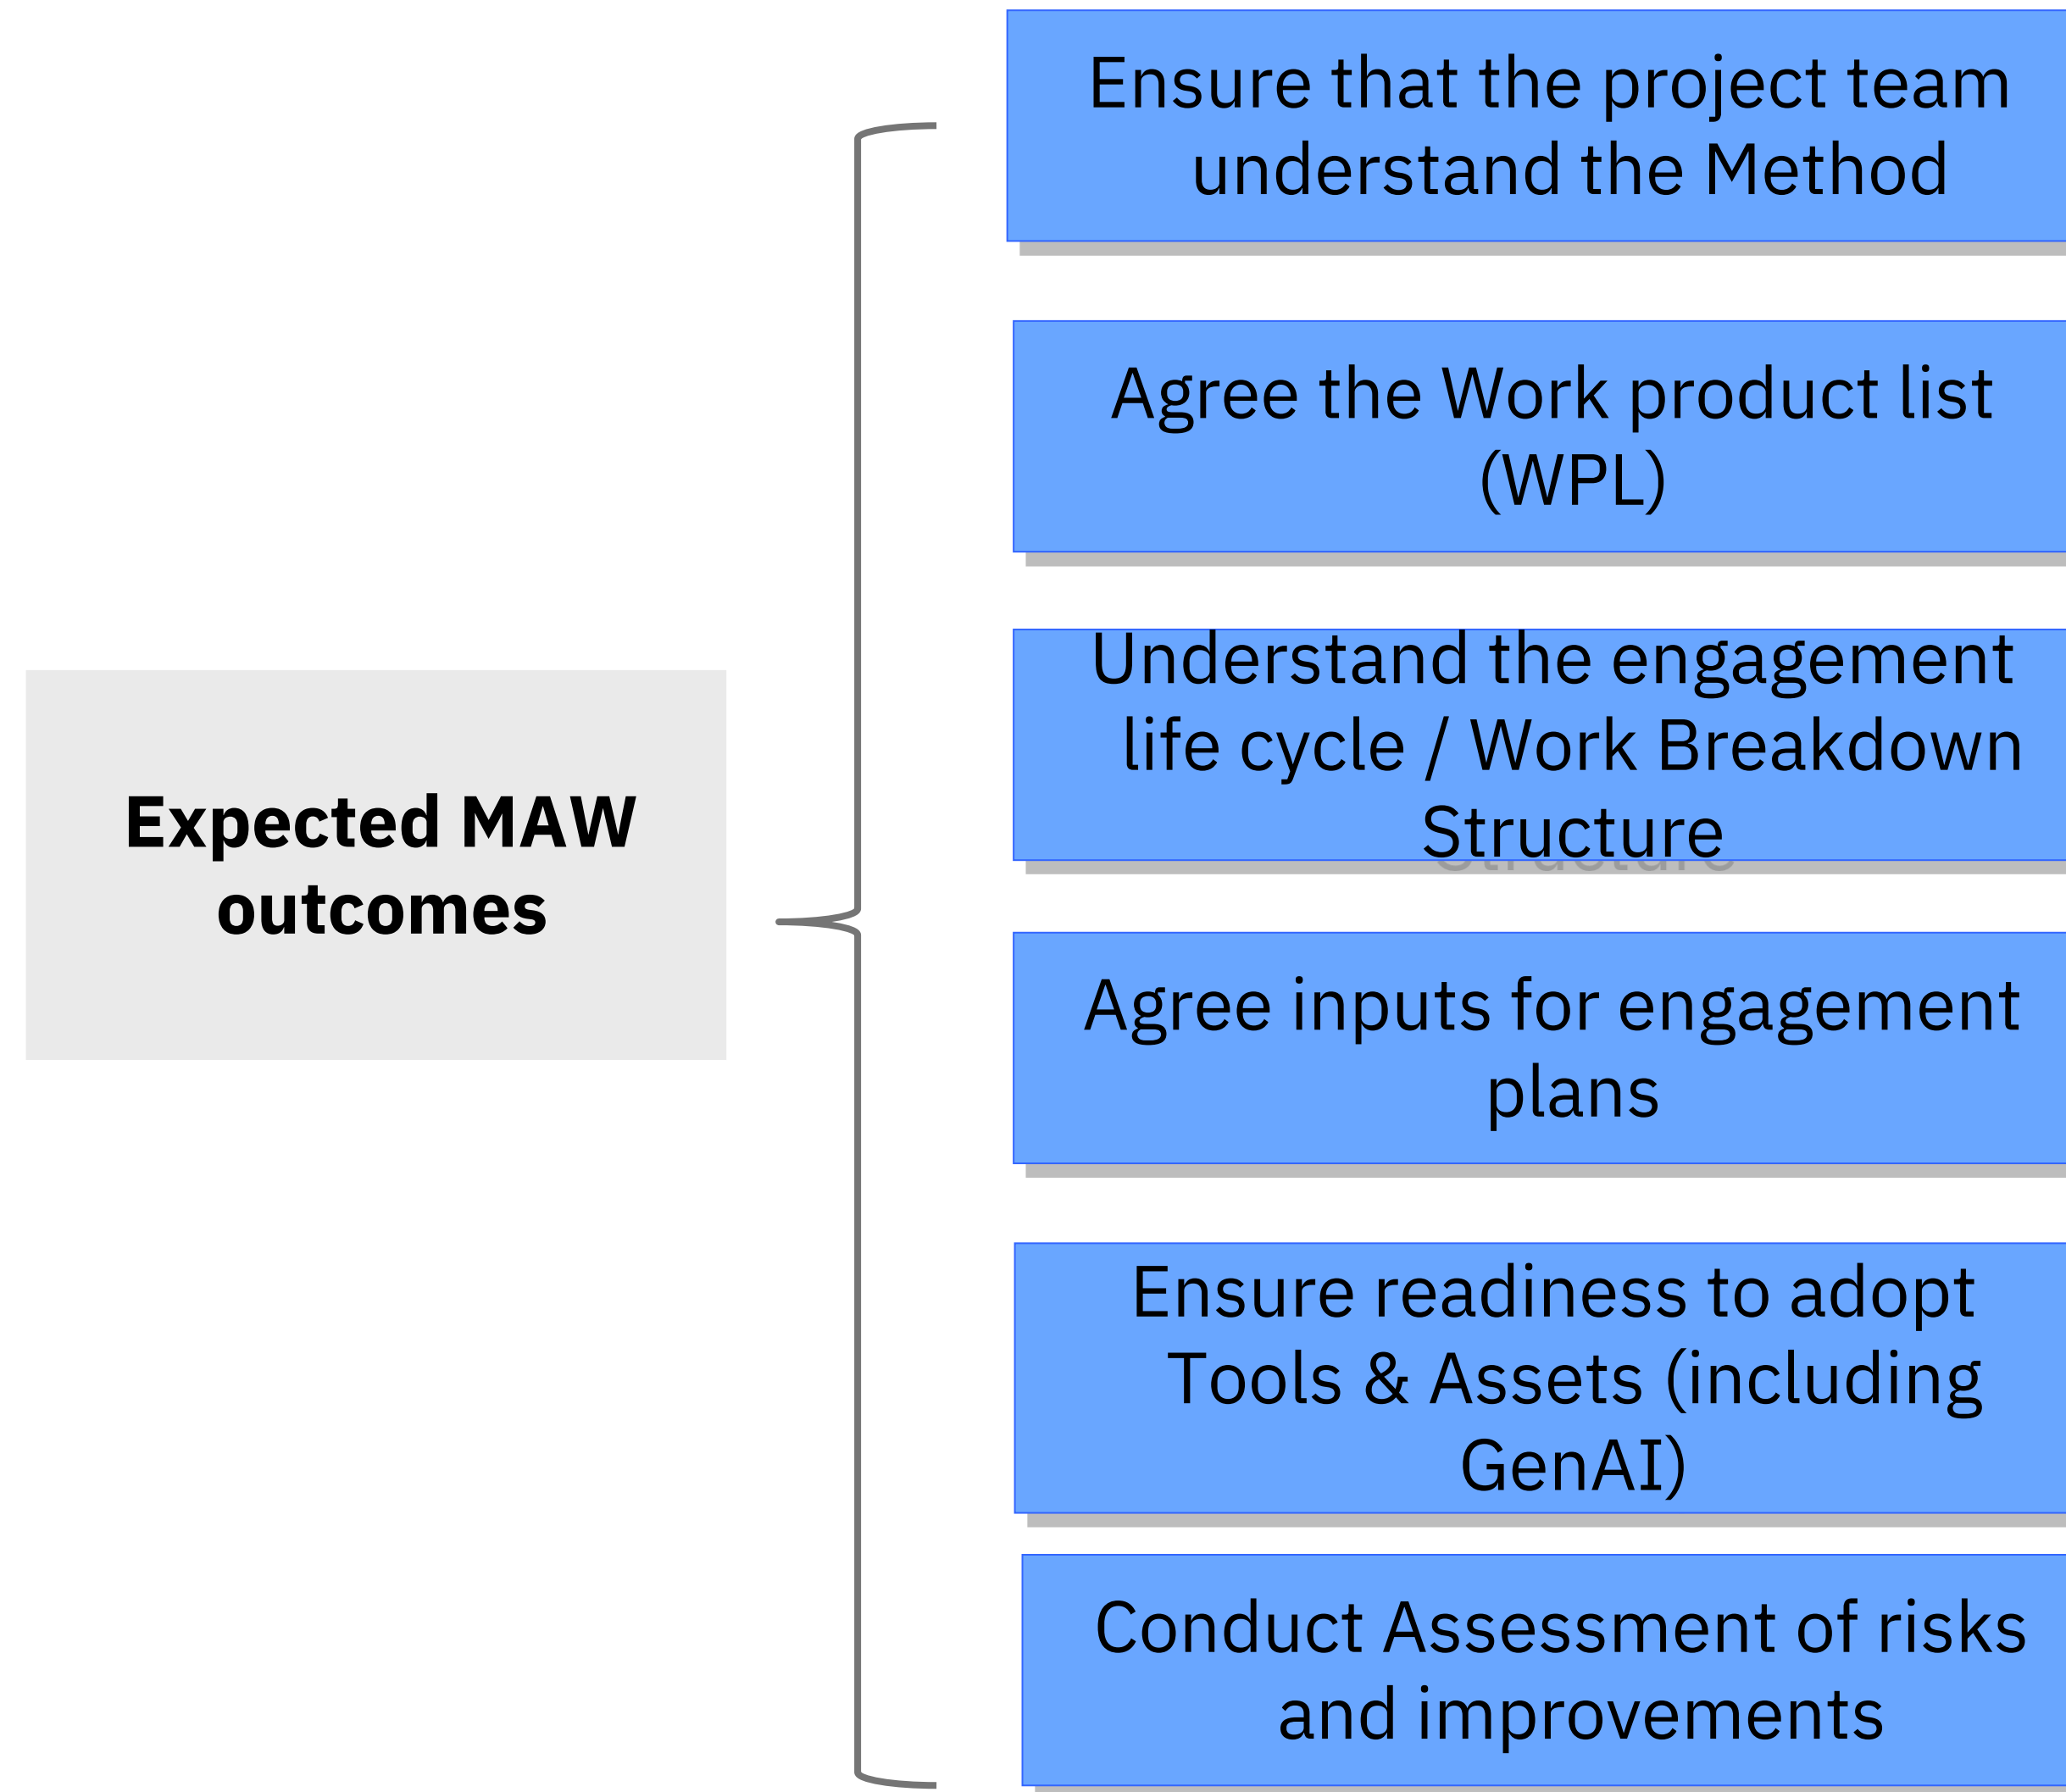 Expected MAW
outcomes
Ensure that the project team
understand the Method
Agree the Work product list
(WPL)
Understand the engagement
life cycle / Work Breakdown
Structure
Agree inputs for engagement
plans
Ensure readiness to adopt
Tools & Assets (including
GenAI)
Conduct Assessment of risks
and improvements